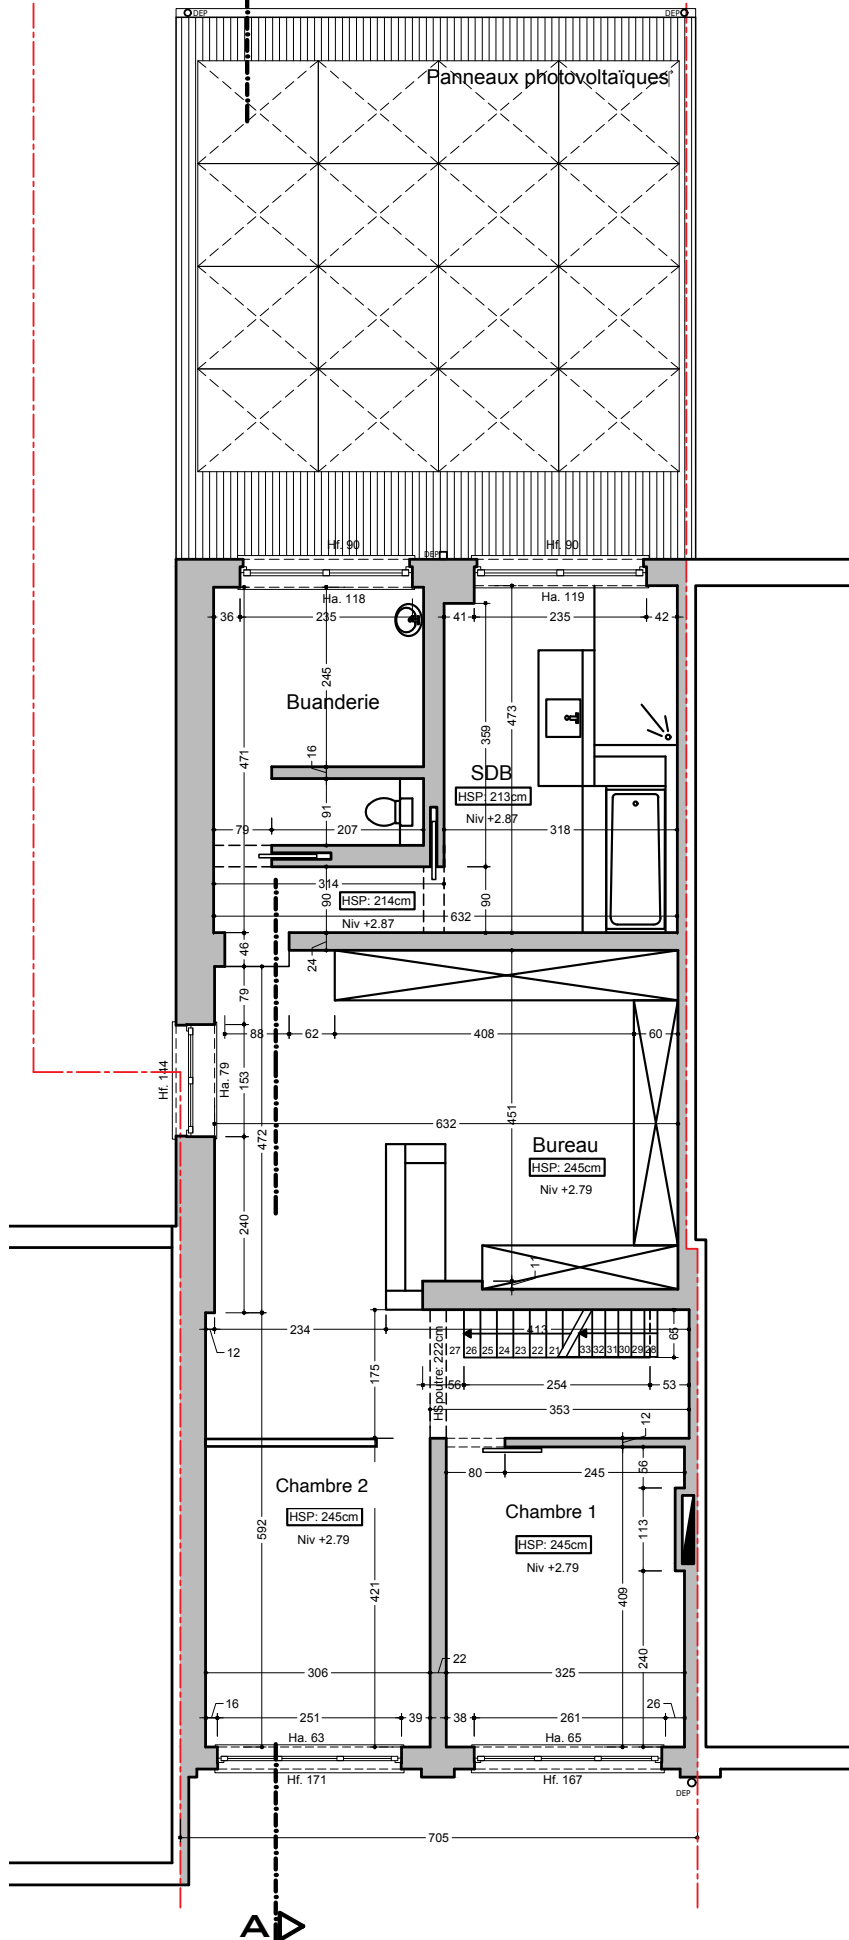 DEP
DEP
Panneaux photovoltaïques
Hf. 90
DEP
Hf. 90
Ha. 118
Ha. 119
36
235
41
235
42
245
Buanderie
473
359
471
16
SDB
HSP: 213cm
Niv +2.87
91
79
207
318
314
90
HSP: 214cm
90
632
Niv +2.87
46
24
79
88
62
408
60
Hf. 144
Ha. 79
153
451
472
632
Bureau
HSP: 245cm
Niv +2.79
240
11
234
413
65
12
HSpoutre: 222cm
27 26 25 24 23 22 21 33 32 31 30 29 28
175
56
254
53
353
12
80
245
56
Chambre 2
HSP: 245cm
Niv +2.79
Chambre 1
HSP: 245cm
Niv +2.79
113
592
421
409
240
22
306
325
16
251
39
38
261
26
Ha. 63
Ha. 65
Hf. 171
Hf. 167
DEP
705
A